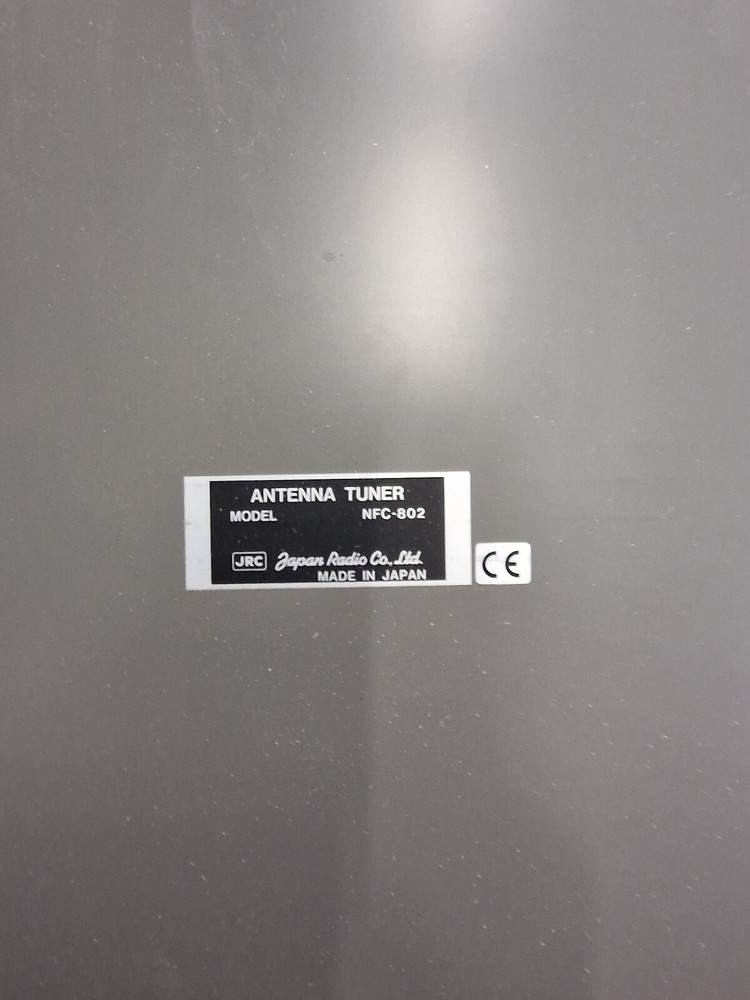 ANTENNA TUNER
MODEL NFC-802
JRC Japan Radio Co., Ltd.
MADE IN JAPAN
CE